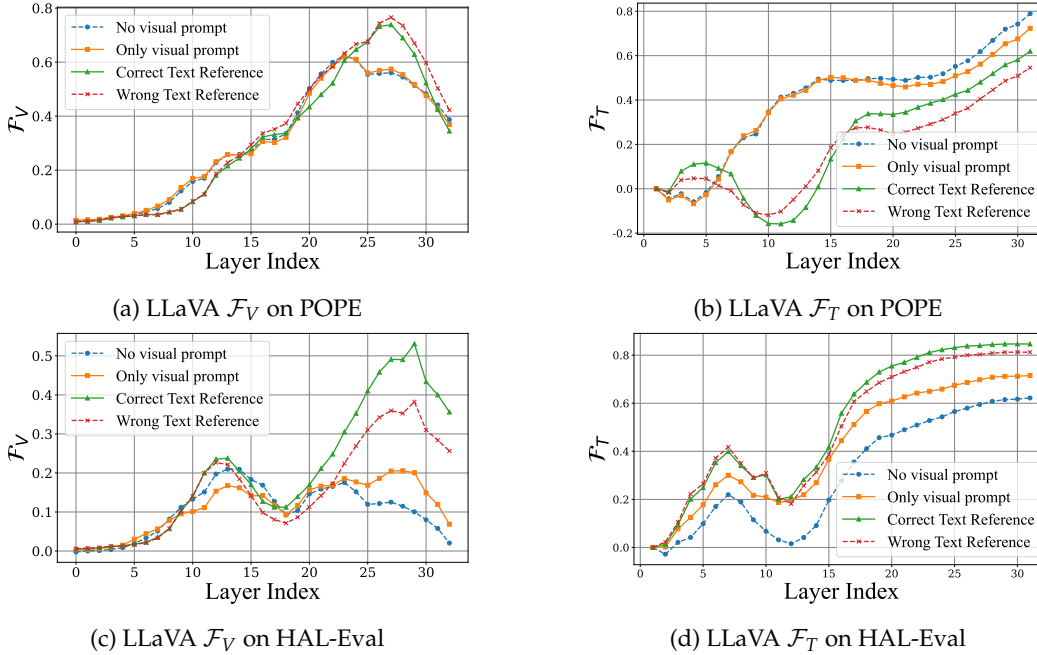 0.8
0.6
0.4
0.2
0.0
0 5 10 15 20 25 30
Layer Index
F_V
No visual prompt
Only visual prompt
Correct Text Reference
Wrong Text Reference
(a) LLaVA F_V on POPE
0.8
0.6
0.4
0.2
0.0
-0.2
0 5 10 15 20 25 30
Layer Index
F_T
No visual prompt
Only visual prompt
Correct Text Reference
Wrong Text Reference
(b) LLaVA F_T on POPE
0.5
0.4
0.3
0.2
0.1
0.0
0 5 10 15 20 25 30
Layer Index
F_V
No visual prompt
Only visual prompt
Correct Text Reference
Wrong Text Reference
(c) LLaVA F_V on HAL-Eval
0.8
0.6
0.4
0.2
0.0
0 5 10 15 20 25 30
Layer Index
F_T
No visual prompt
Only visual prompt
Correct Text Reference
Wrong Text Reference
(d) LLaVA F_T on HAL-Eval